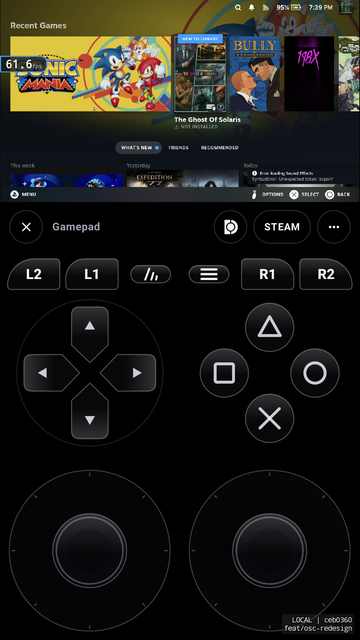 95% 7:39 PM
Recent Games
61.6fps
SONIC
MANIA
NEW TO LIBRARY
BULLY
198X
The Ghost Of Solaris
NOT INSTALLED
WHAT'S NEW
FRIENDS
RECOMMENDED
This week
Yesterday
Today
EXPEDITION
Error loading Sound Effects
SyntaxError: Unexpected token 'export'
MENU
OPTIONS
SELECT
BACK
Gamepad
STEAM
L2
L1
R1
R2
LOCAL | ceb0360
feat/osc-redesign